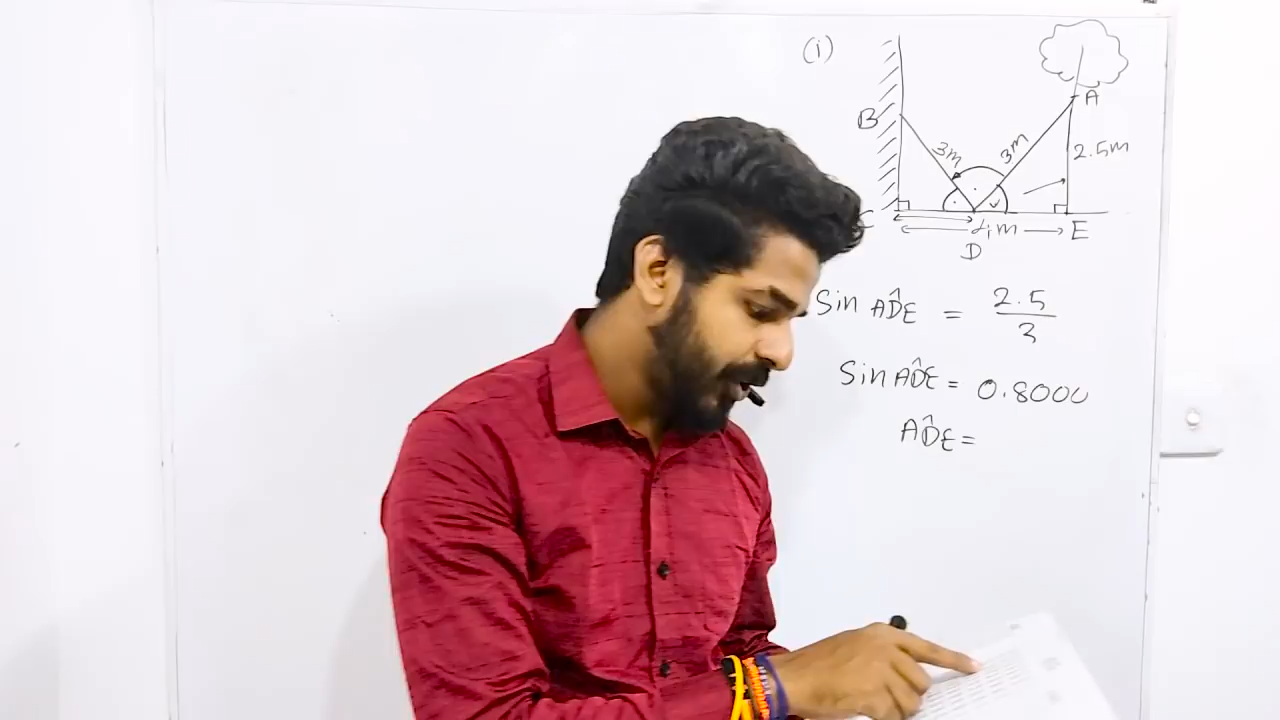 (i)
A
B
3m
3m
2.5m
C
4m
E
D
Sin AD̂E = 2.5/3
Sin AD̂E = 0.8000
AD̂E =